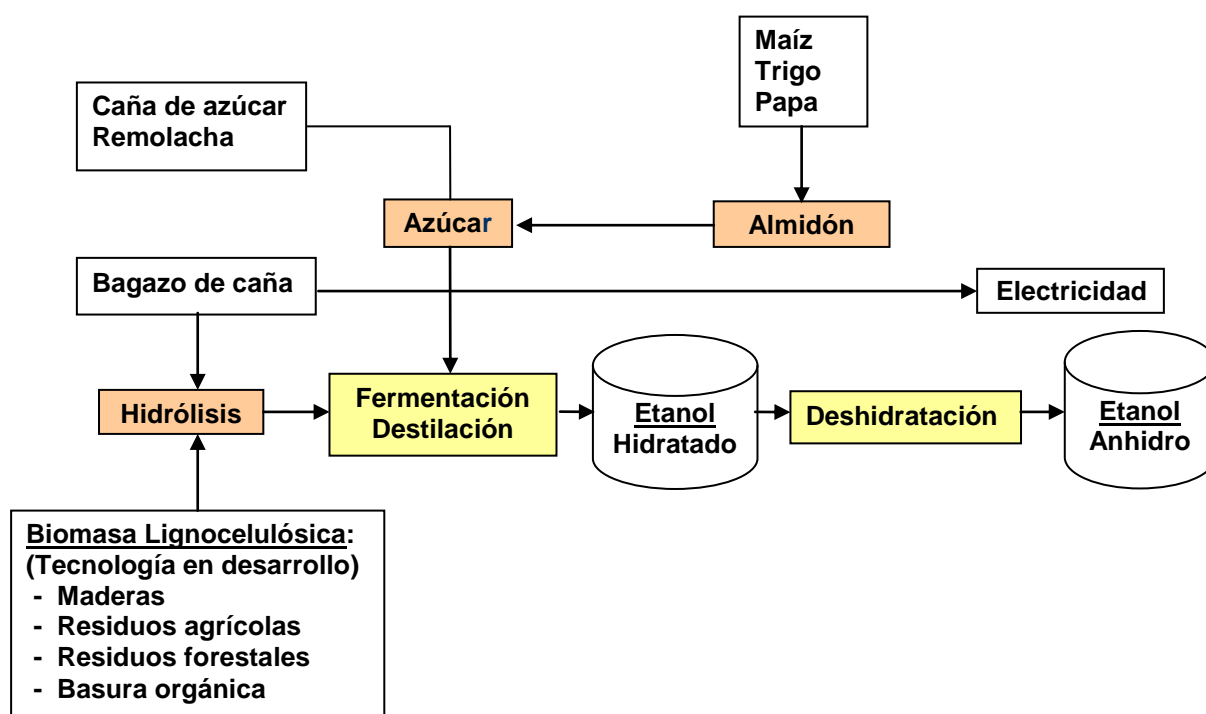 Maíz
Trigo
Papa
Caña de azúcar
Remolacha
Azúcar
Almidón
Bagazo de caña
Electricidad
Hidrólisis
Fermentación
Destilación
Etanol
Hidratado
Deshidratación
Etanol
Anhidro
Biomasa Lignocelulósica:
(Tecnología en desarrollo)
- Maderas
- Residuos agrícolas
- Residuos forestales
- Basura orgánica